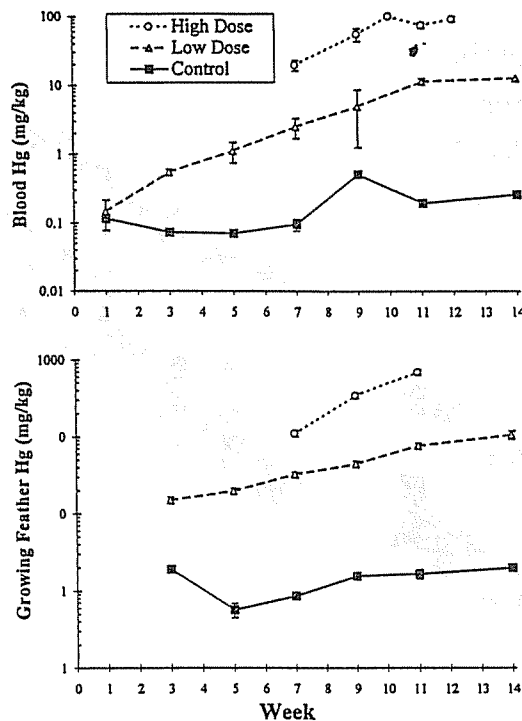 Blood Hg (mg/kg)
High Dose
Low Dose
Control
100
10
1
0.1
0,01
0 1 2 3 4 5 6 7 8 9 10 11 12 13 14
Growing Feather Hg (mg/kg)
1000
0
0
1
1
0 1 2 3 4 5 6 7 8 9 10 11 12 13 14
Week